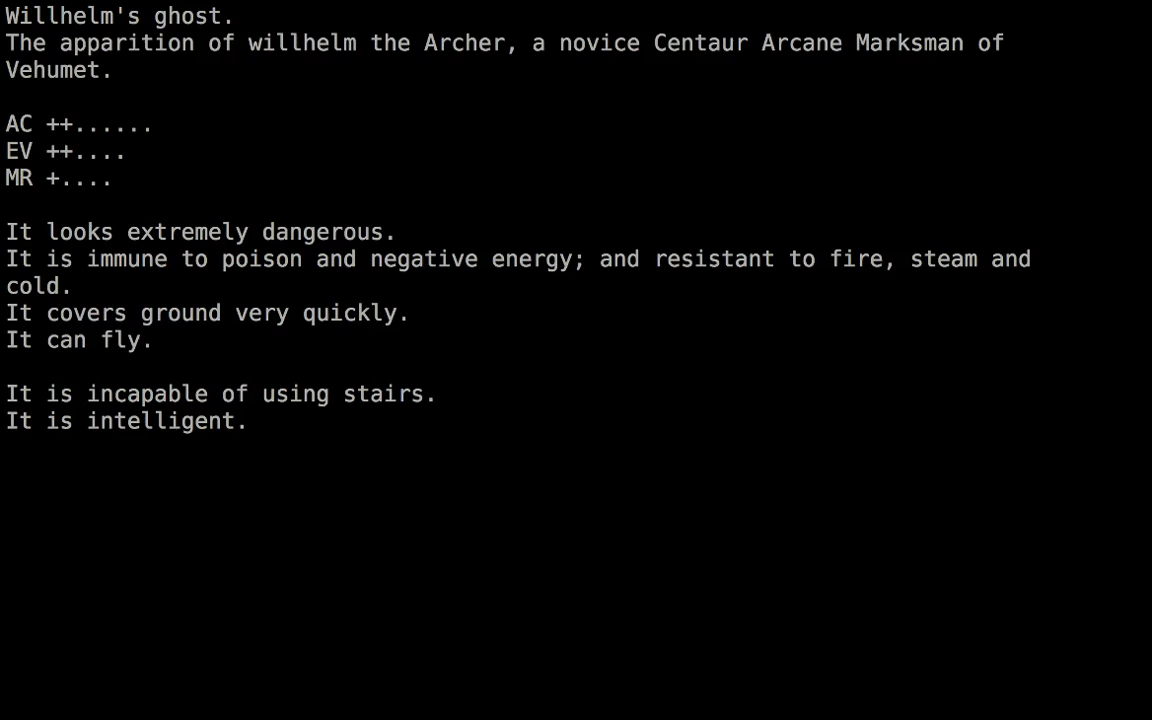 Willhelm's ghost.
The apparition of willhelm the Archer, a novice Centaur Arcane Marksman of
Vehumet.
AC ++......
EV ++....
MR +....
It looks extremely dangerous.
It is immune to poison and negative energy; and resistant to fire, steam and
cold.
It covers ground very quickly.
It can fly.
It is incapable of using stairs.
It is intelligent.